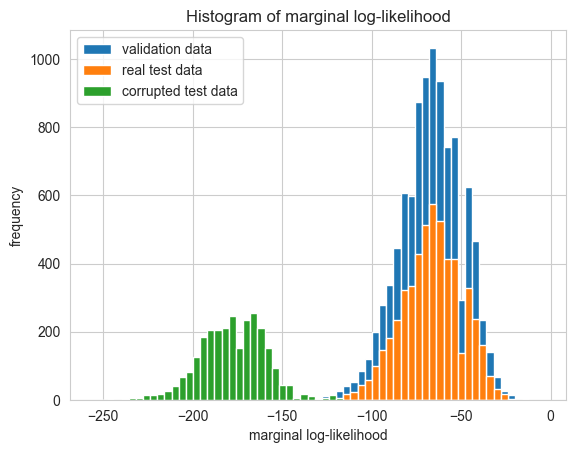 Histogram of marginal log-likelihood
validation data
real test data
corrupted test data
frequency
1000
800
600
400
200
0
−250 −200 −150 −100 −50 0
marginal log-likelihood